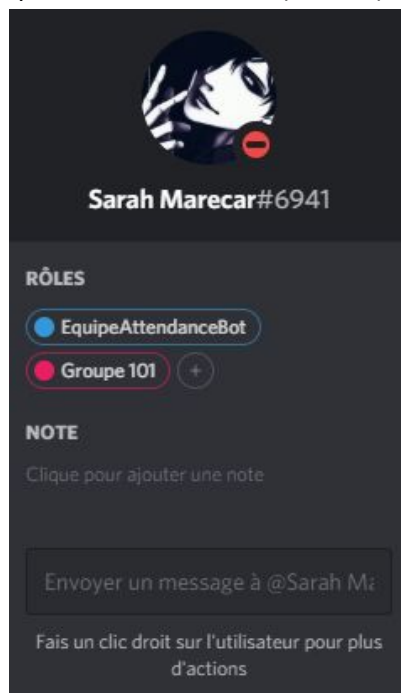 Sarah Marecar#6941
RÔLES
EquipeAttendanceBot
Groupe 101 +
NOTE
Clique pour ajouter une note
Envoyer un message à @Sarah Ma
Fais un clic droit sur l'utilisateur pour plus
d'actions